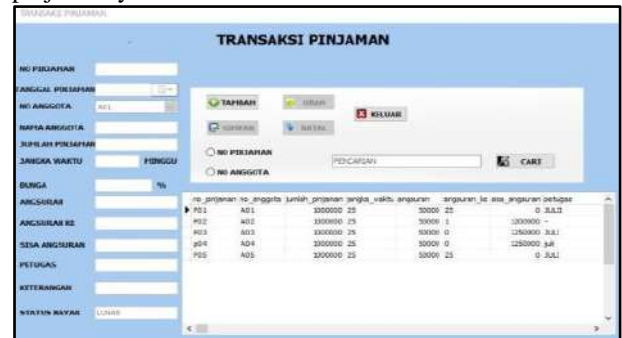 TRANSAKSI PINJAMAN
TRANSAKSI PINJAMAN
NO PINJAMAN
TANGGAL PINJAMAN
NO ANGGOTA A01
NAMA ANGGOTA
JUMLAH PINJAMAN
JANGKA WAKTU MINGGU
BUNGA %
ANGSURAN
ANGSURAN KE
SISA ANGSURAN
PETUGAS
KETERANGAN
STATUS BAYAR LUNAS
TAMBAH UBAH
SIMPAN BATAL
KELUAR
NO PINJAMAN
NO ANGGOTA
PENCARIAN
CARI
no_pinjaman no_anggota jumlah_pinjaman jangka_waktu angsuran angsuran_ke sisa_angsuran petugas
P01 A01 1000000 25 50000 25 0 JULI
P02 A02 1000000 25 50000 1 1200000 -
P03 A03 1000000 25 50000 0 1250000 JULI
p04 A04 1000000 25 50000 0 1250000 juli
P05 A05 1000000 25 50000 25 0 JULI